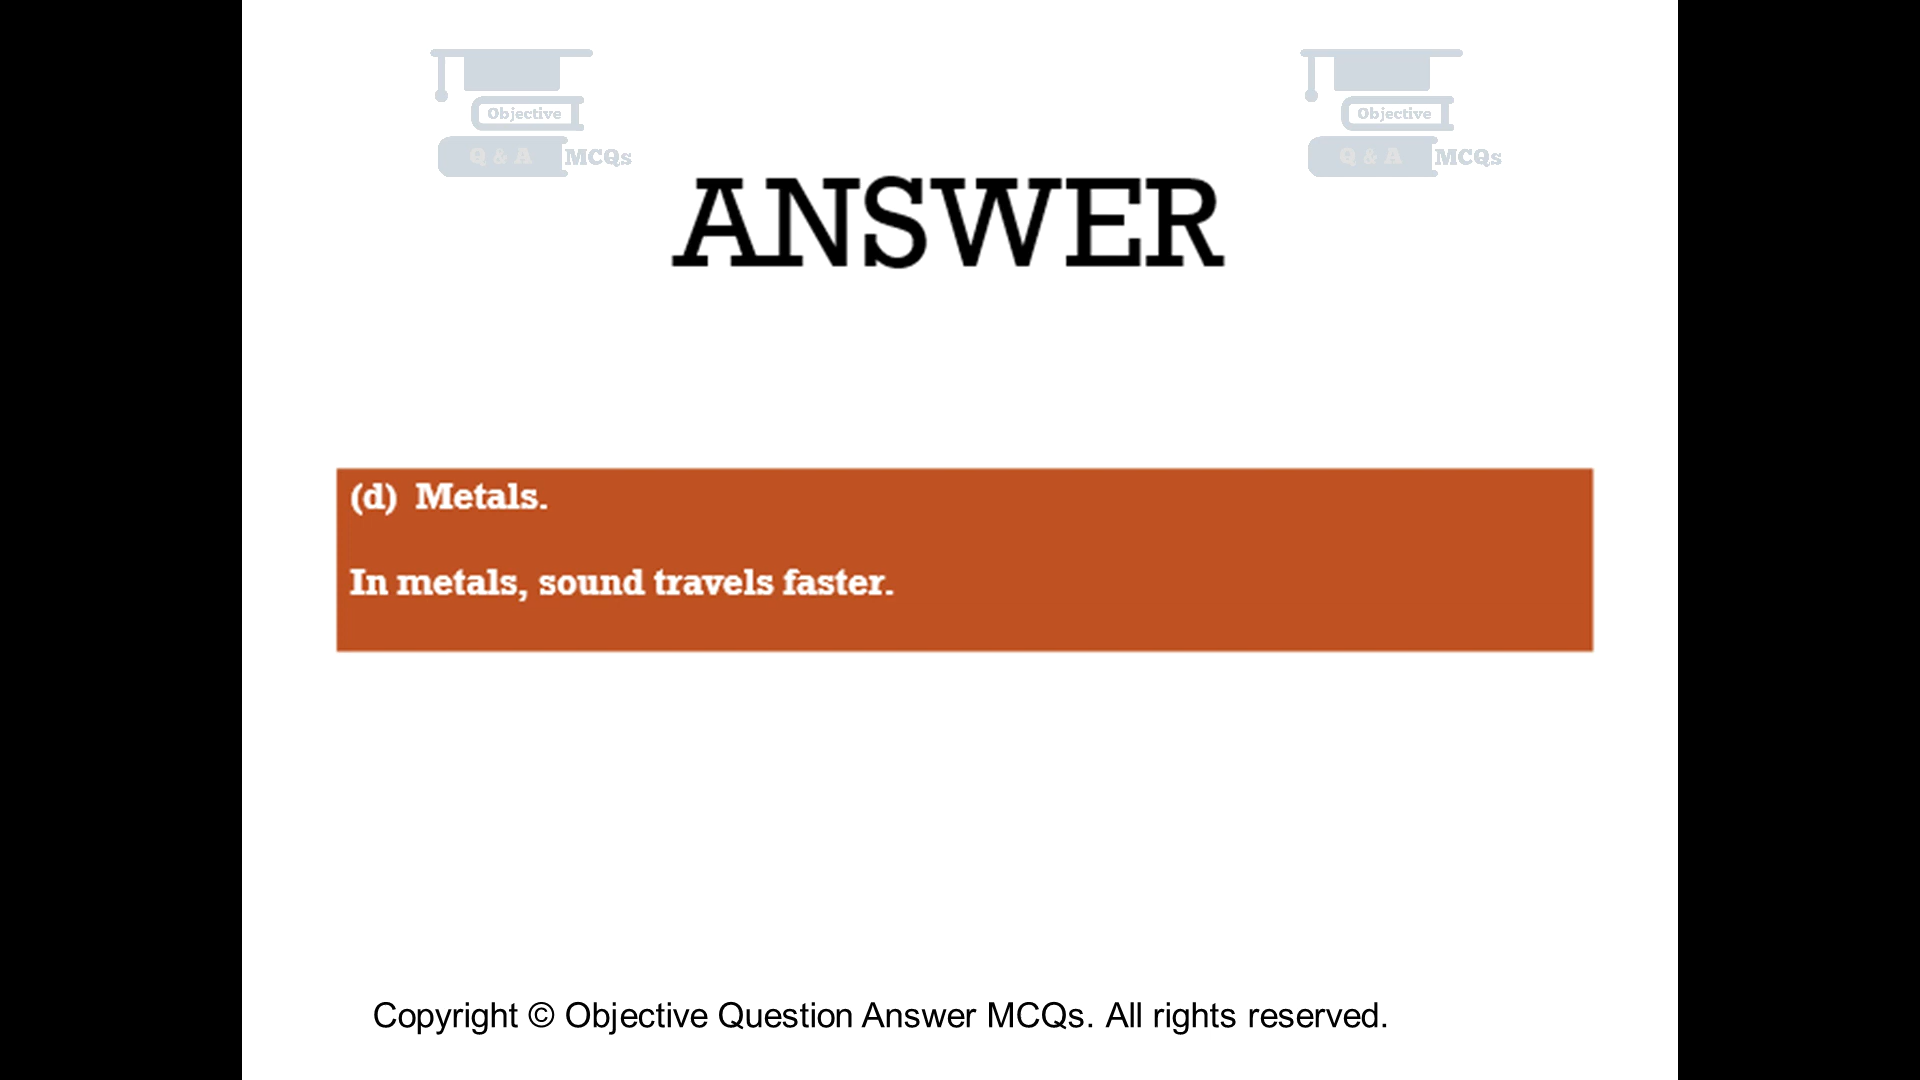 Objective
Q & A MCQs
Objective
Q & A MCQs
ANSWER
(d) Metals.
In metals, sound travels faster.
Copyright © Objective Question Answer MCQs. All rights reserved.